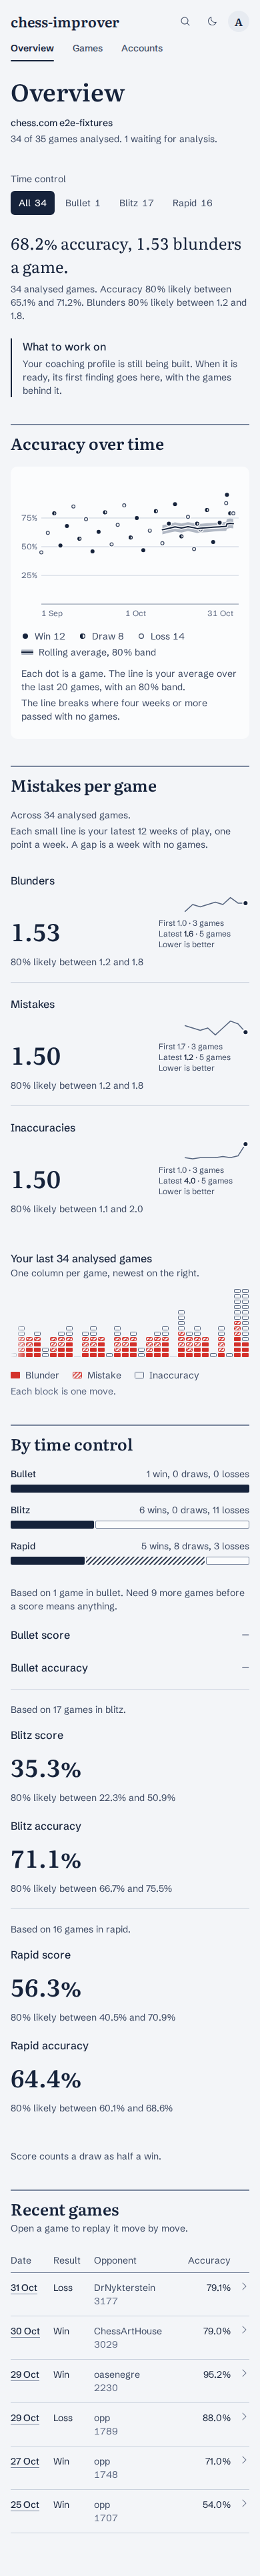 chess-improver
A
Overview Games Accounts
Overview
chess.com e2e-fixtures
34 of 35 games analysed. 1 waiting for analysis.
Time control
All 34 Bullet 1 Blitz 17 Rapid 16
68.2% accuracy, 1.53 blunders
a game.
34 analysed games. Accuracy 80% likely between
65.1% and 71.2%. Blunders 80% likely between 1.2 and
1.8.
What to work on
Your coaching profile is still being built. When it is
ready, its first finding goes here, with the games
behind it.
Accuracy over time
75%
50%
25%
1 Sep 1 Oct 31 Oct
Win 12 Draw 8 Loss 14
Rolling average, 80% band
Each dot is a game. The line is your average over
the last 20 games, with an 80% band.
The line breaks where four weeks or more
passed with no games.
Mistakes per game
Across 34 analysed games.
Each small line is your latest 12 weeks of play, one
point a week. A gap is a week with no games.
Blunders
1.53
First 1.0 · 3 games
Latest 1.6 · 5 games
Lower is better
80% likely between 1.2 and 1.8
Mistakes
1.50
First 1.7 · 3 games
Latest 1.2 · 5 games
Lower is better
80% likely between 1.2 and 1.8
Inaccuracies
1.50
First 1.0 · 3 games
Latest 4.0 · 5 games
Lower is better
80% likely between 1.1 and 2.0
Your last 34 analysed games
One column per game, newest on the right.
Blunder Mistake Inaccuracy
Each block is one move.
By time control
Bullet 1 win, 0 draws, 0 losses
Blitz 6 wins, 0 draws, 11 losses
Rapid 5 wins, 8 draws, 3 losses
Based on 1 game in bullet. Need 9 more games before
a score means anything.
Bullet score –
Bullet accuracy –
Based on 17 games in blitz.
Blitz score
35.3%
80% likely between 22.3% and 50.9%
Blitz accuracy
71.1%
80% likely between 66.7% and 75.5%
Based on 16 games in rapid.
Rapid score
56.3%
80% likely between 40.5% and 70.9%
Rapid accuracy
64.4%
80% likely between 60.1% and 68.6%
Score counts a draw as half a win.
Recent games
Open a game to replay it move by move.
Date Result Opponent Accuracy
31 Oct Loss DrNykterstein 79.1%
3177
30 Oct Win ChessArtHouse 79.0%
3029
29 Oct Win oasenegre 95.2%
2230
29 Oct Loss opp 88.0%
1789
27 Oct Win opp 71.0%
1748
25 Oct Win opp 54.0%
1707